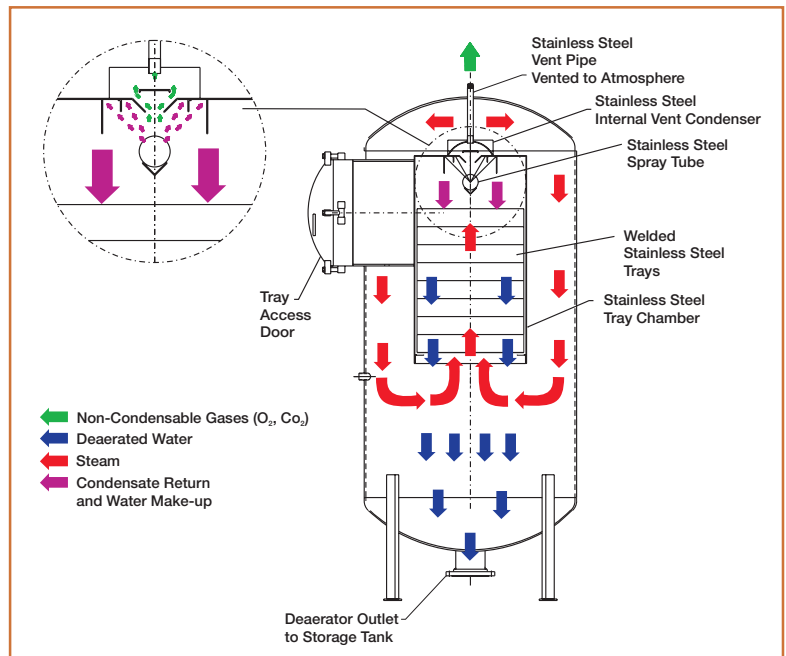 Stainless Steel
Vent Pipe
Vented to Atmosphere
Stainless Steel
Internal Vent Condenser
Stainless Steel
Spray Tube
Welded
Stainless Steel
Trays
Stainless Steel
Tray Chamber
Tray
Access
Door
Non-Condensable Gases (O₂, Co₂)
Deaerated Water
Steam
Condensate Return
and Water Make-up
Deaerator Outlet
to Storage Tank